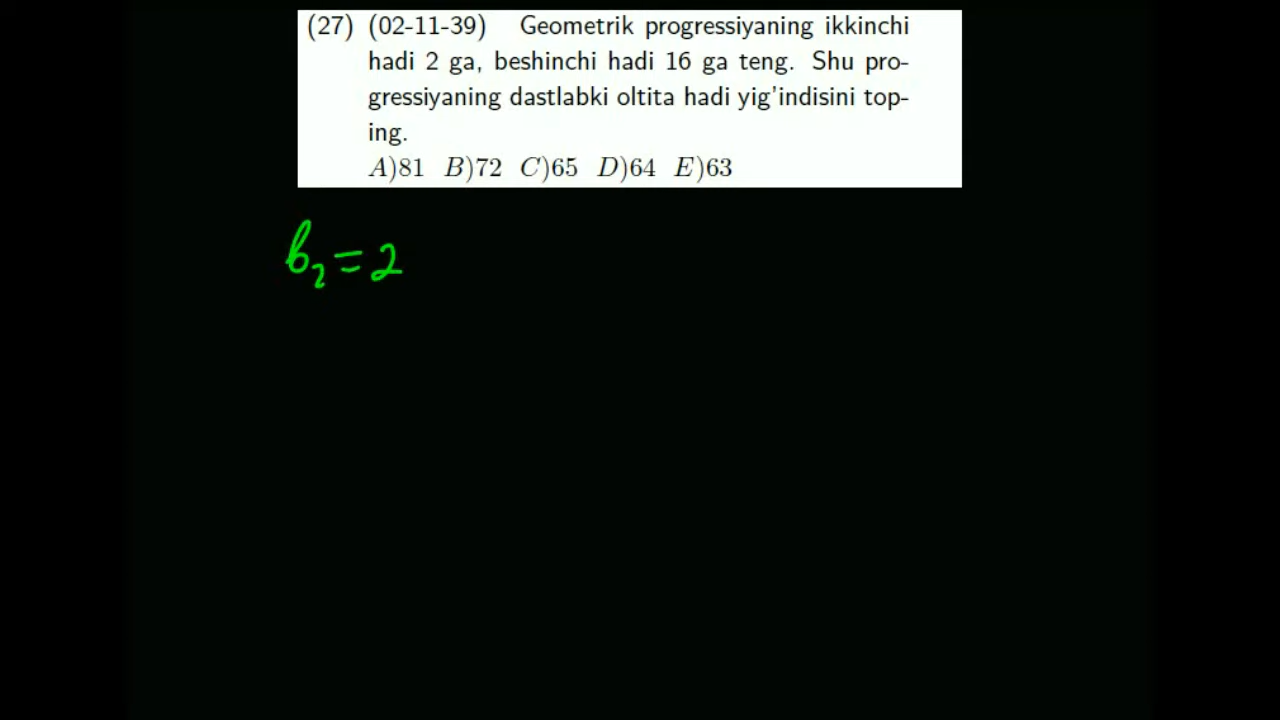 (27) (02-11-39) Geometrik progressiyaning ikkinchi
hadi 2 ga, beshinchi hadi 16 ga teng. Shu pro-
gressiyaning dastlabki oltita hadi yig'indisini top-
ing.
A)81 B)72 C)65 D)64 E)63
b₂=2